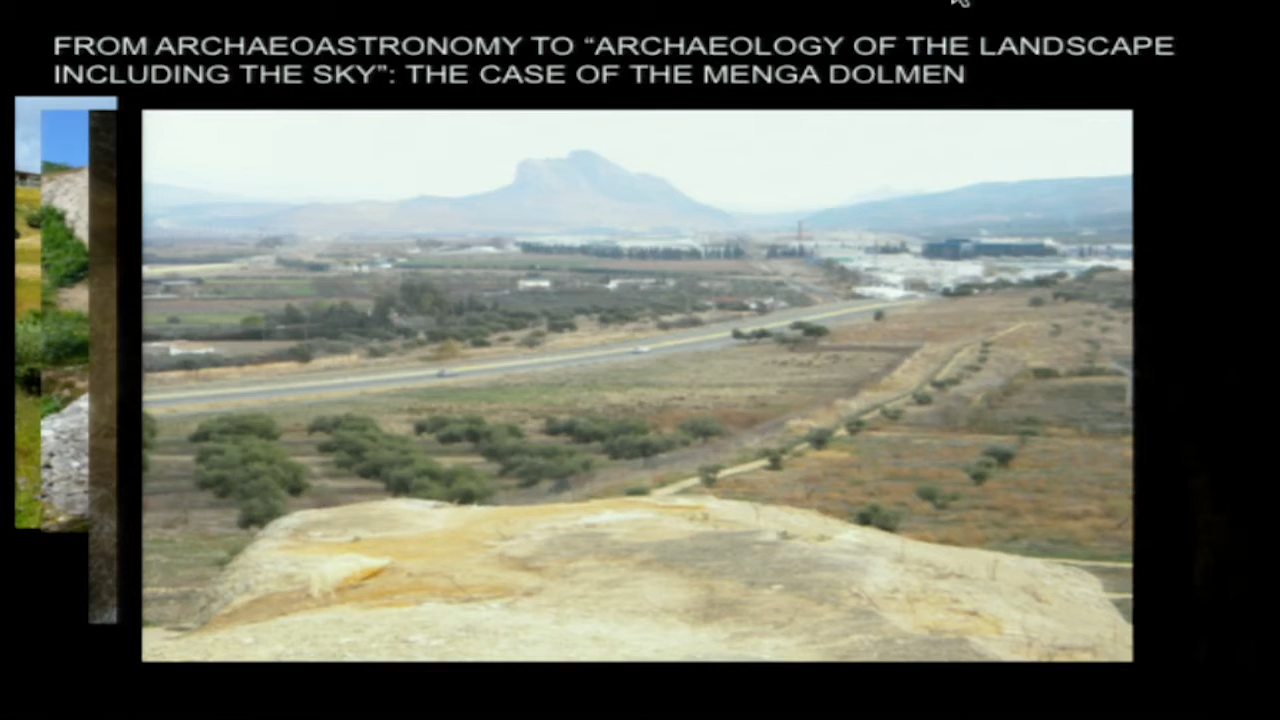 FROM ARCHAEOASTRONOMY TO “ARCHAEOLOGY OF THE LANDSCAPE
INCLUDING THE SKY”: THE CASE OF THE MENGA DOLMEN